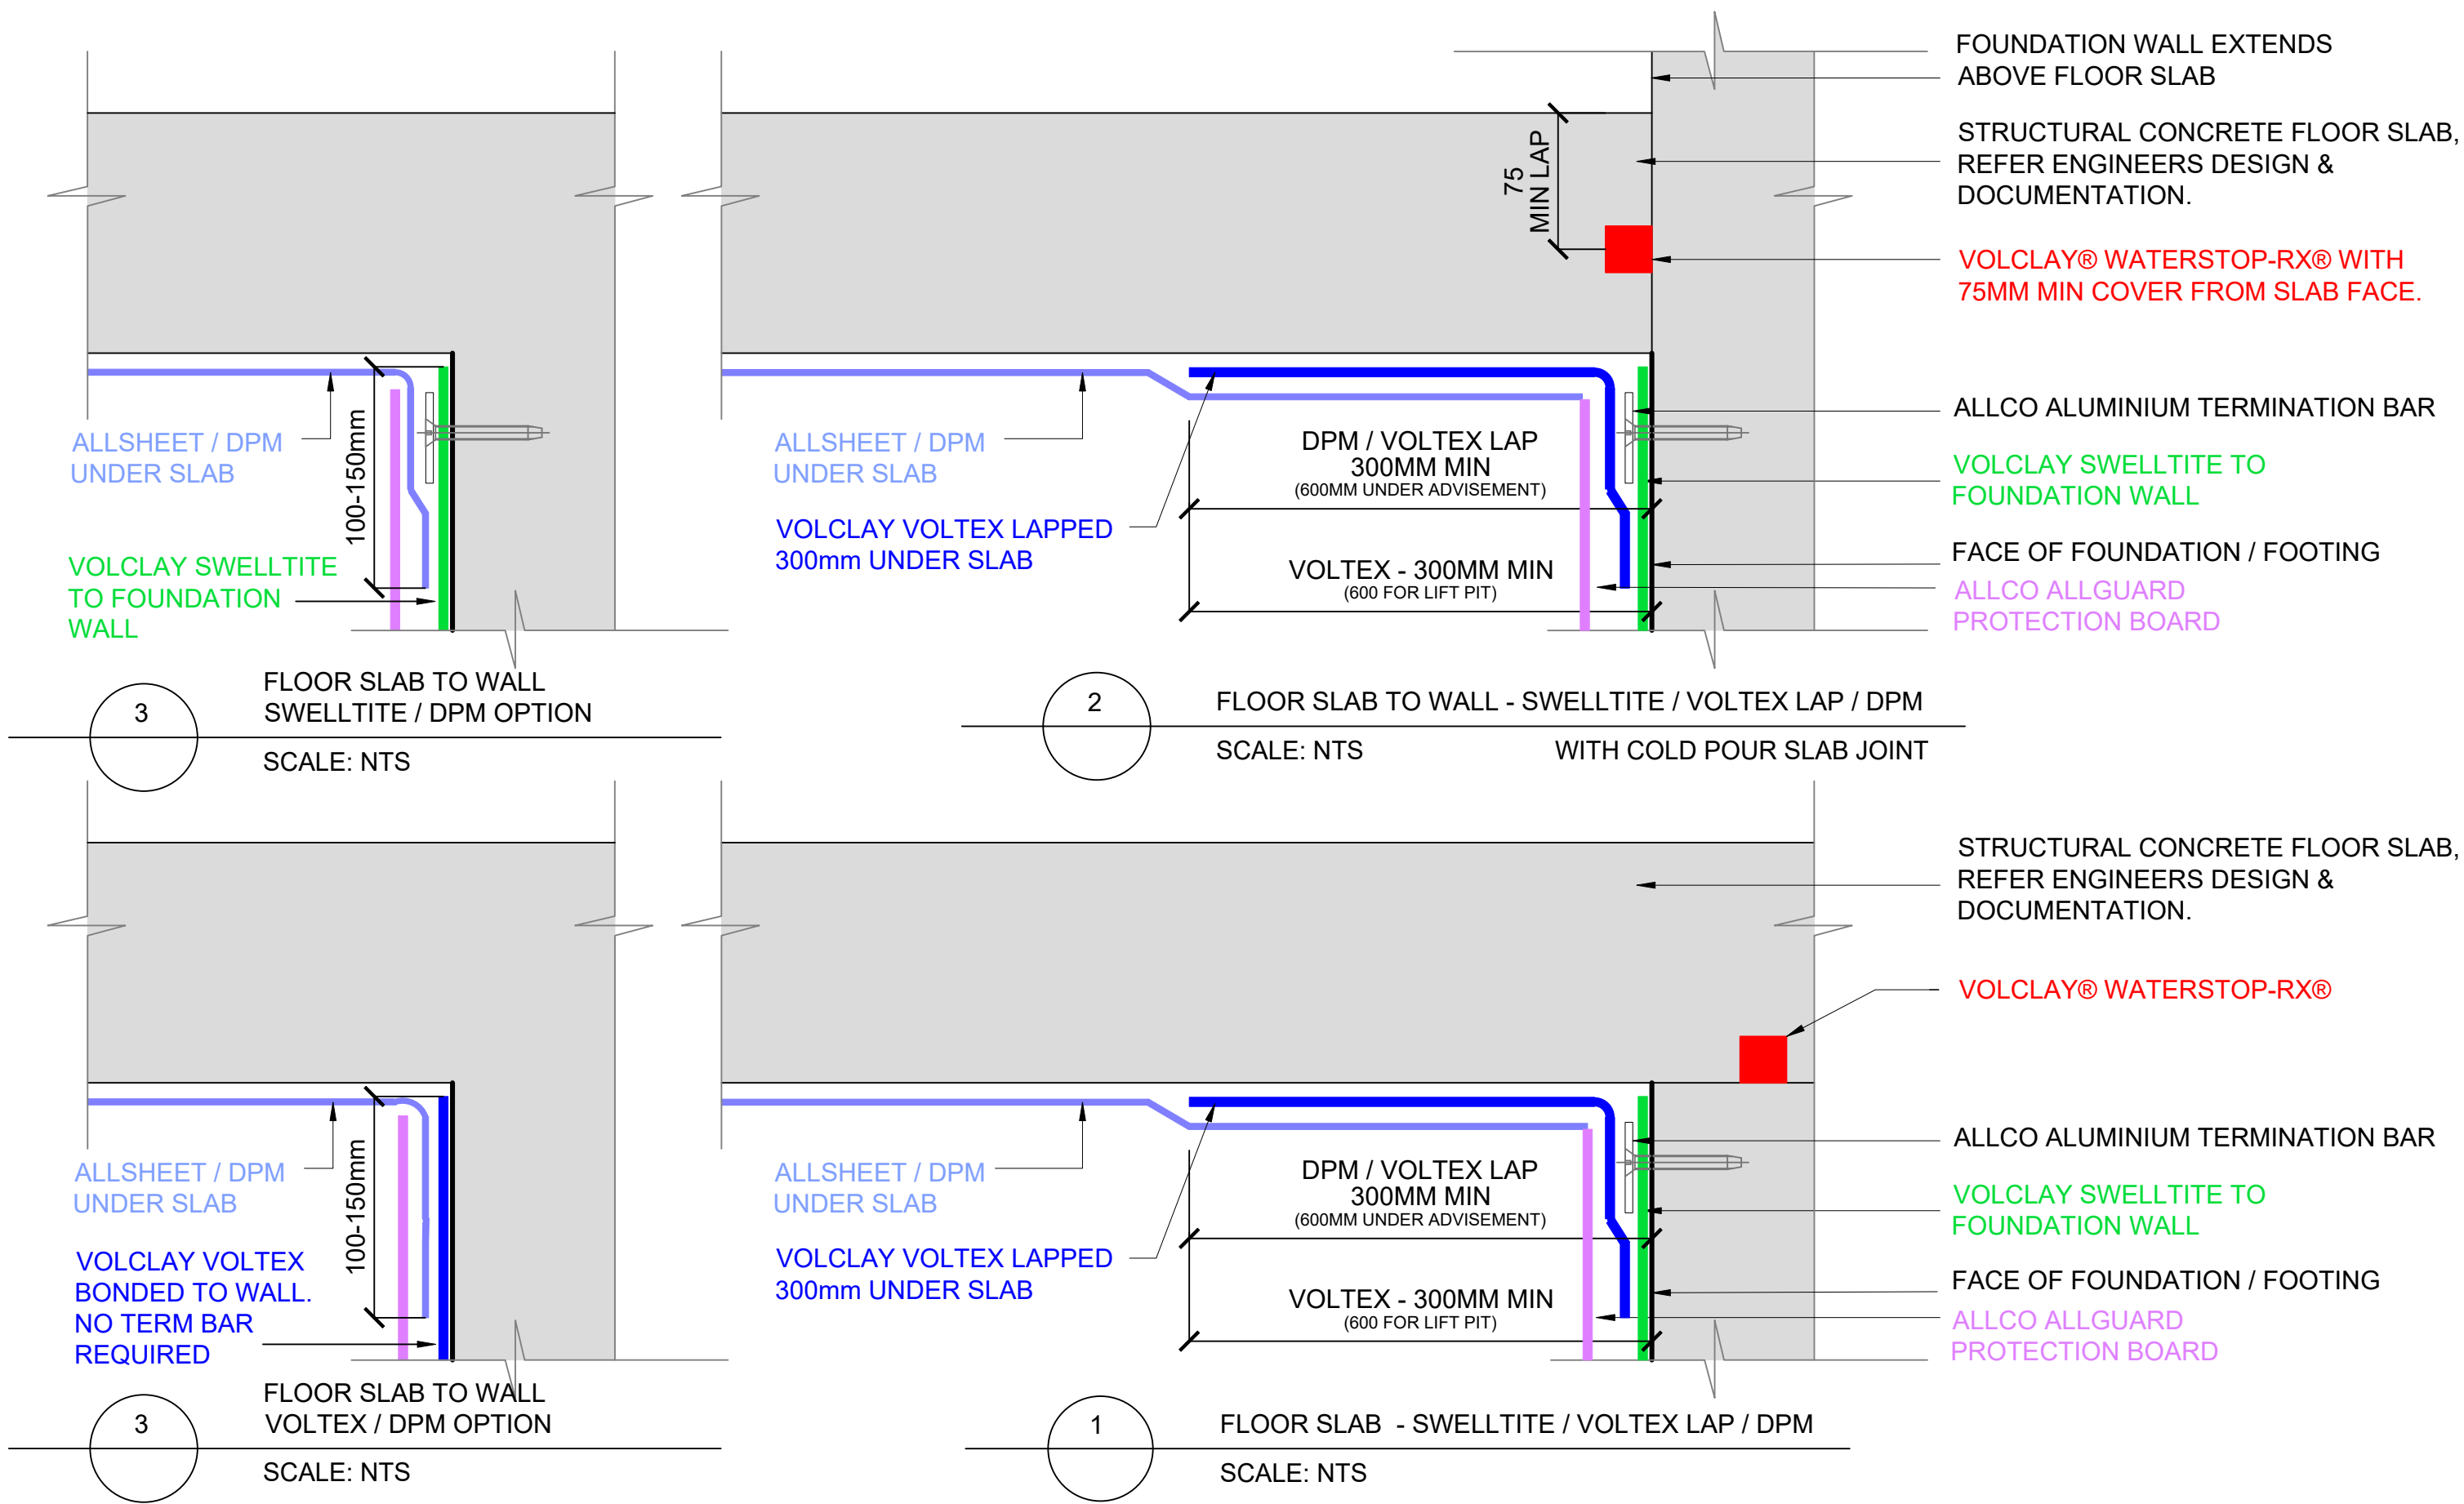 ALLSHEET / DPM
UNDER SLAB
100-150mm
VOLCLAY SWELLTITE
TO FOUNDATION
WALL
3
FLOOR SLAB TO WALL
SWELLTITE / DPM OPTION
SCALE: NTS
75
MIN LAP
ALLSHEET / DPM
UNDER SLAB
VOLCLAY VOLTEX LAPPED
300mm UNDER SLAB
DPM / VOLTEX LAP
300MM MIN
(600MM UNDER ADVISEMENT)
VOLTEX - 300MM MIN
(600 FOR LIFT PIT)
FOUNDATION WALL EXTENDS
ABOVE FLOOR SLAB
STRUCTURAL CONCRETE FLOOR SLAB,
REFER ENGINEERS DESIGN &
DOCUMENTATION.
VOLCLAY® WATERSTOP-RX® WITH
75MM MIN COVER FROM SLAB FACE.
ALLCO ALUMINIUM TERMINATION BAR
VOLCLAY SWELLTITE TO
FOUNDATION WALL
FACE OF FOUNDATION / FOOTING
ALLCO ALLGUARD
PROTECTION BOARD
2
FLOOR SLAB TO WALL - SWELLTITE / VOLTEX LAP / DPM
SCALE: NTS WITH COLD POUR SLAB JOINT
ALLSHEET / DPM
UNDER SLAB
100-150mm
VOLCLAY VOLTEX
BONDED TO WALL.
NO TERM BAR
REQUIRED
3
FLOOR SLAB TO WALL
VOLTEX / DPM OPTION
SCALE: NTS
ALLSHEET / DPM
UNDER SLAB
VOLCLAY VOLTEX LAPPED
300mm UNDER SLAB
DPM / VOLTEX LAP
300MM MIN
(600MM UNDER ADVISEMENT)
VOLTEX - 300MM MIN
(600 FOR LIFT PIT)
STRUCTURAL CONCRETE FLOOR SLAB,
REFER ENGINEERS DESIGN &
DOCUMENTATION.
VOLCLAY® WATERSTOP-RX®
ALLCO ALUMINIUM TERMINATION BAR
VOLCLAY SWELLTITE TO
FOUNDATION WALL
FACE OF FOUNDATION / FOOTING
ALLCO ALLGUARD
PROTECTION BOARD
1
FLOOR SLAB - SWELLTITE / VOLTEX LAP / DPM
SCALE: NTS